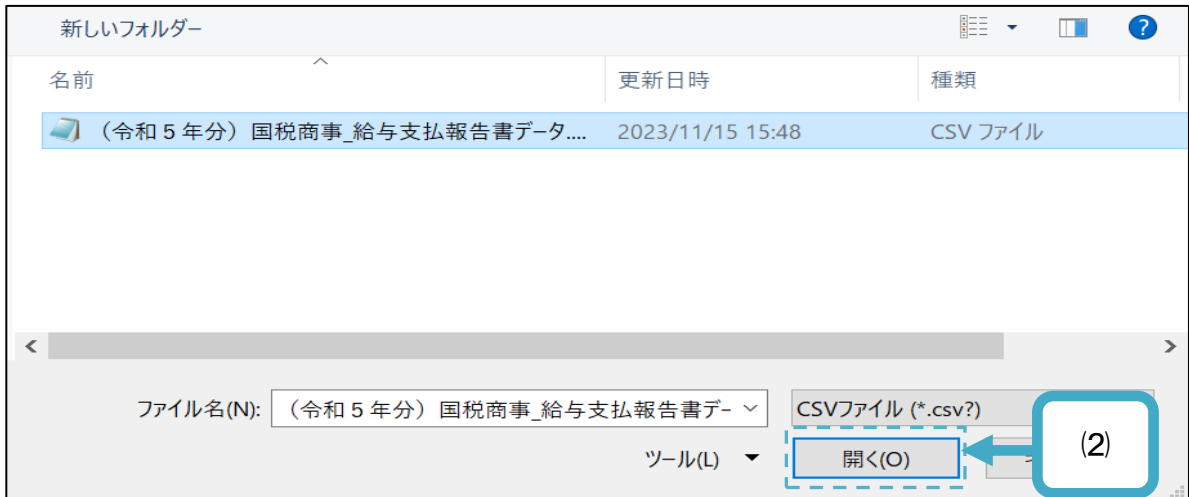 新しいフォルダー
名前 更新日時 種類
（令和５年分）国税商事_給与支払報告書データ.... 2023/11/15 15:48 CSV ファイル
ファイル名(N): （令和５年分）国税商事_給与支払報告書デー CSVファイル (*.csv?)
ツール(L) 開く(O) ⑵